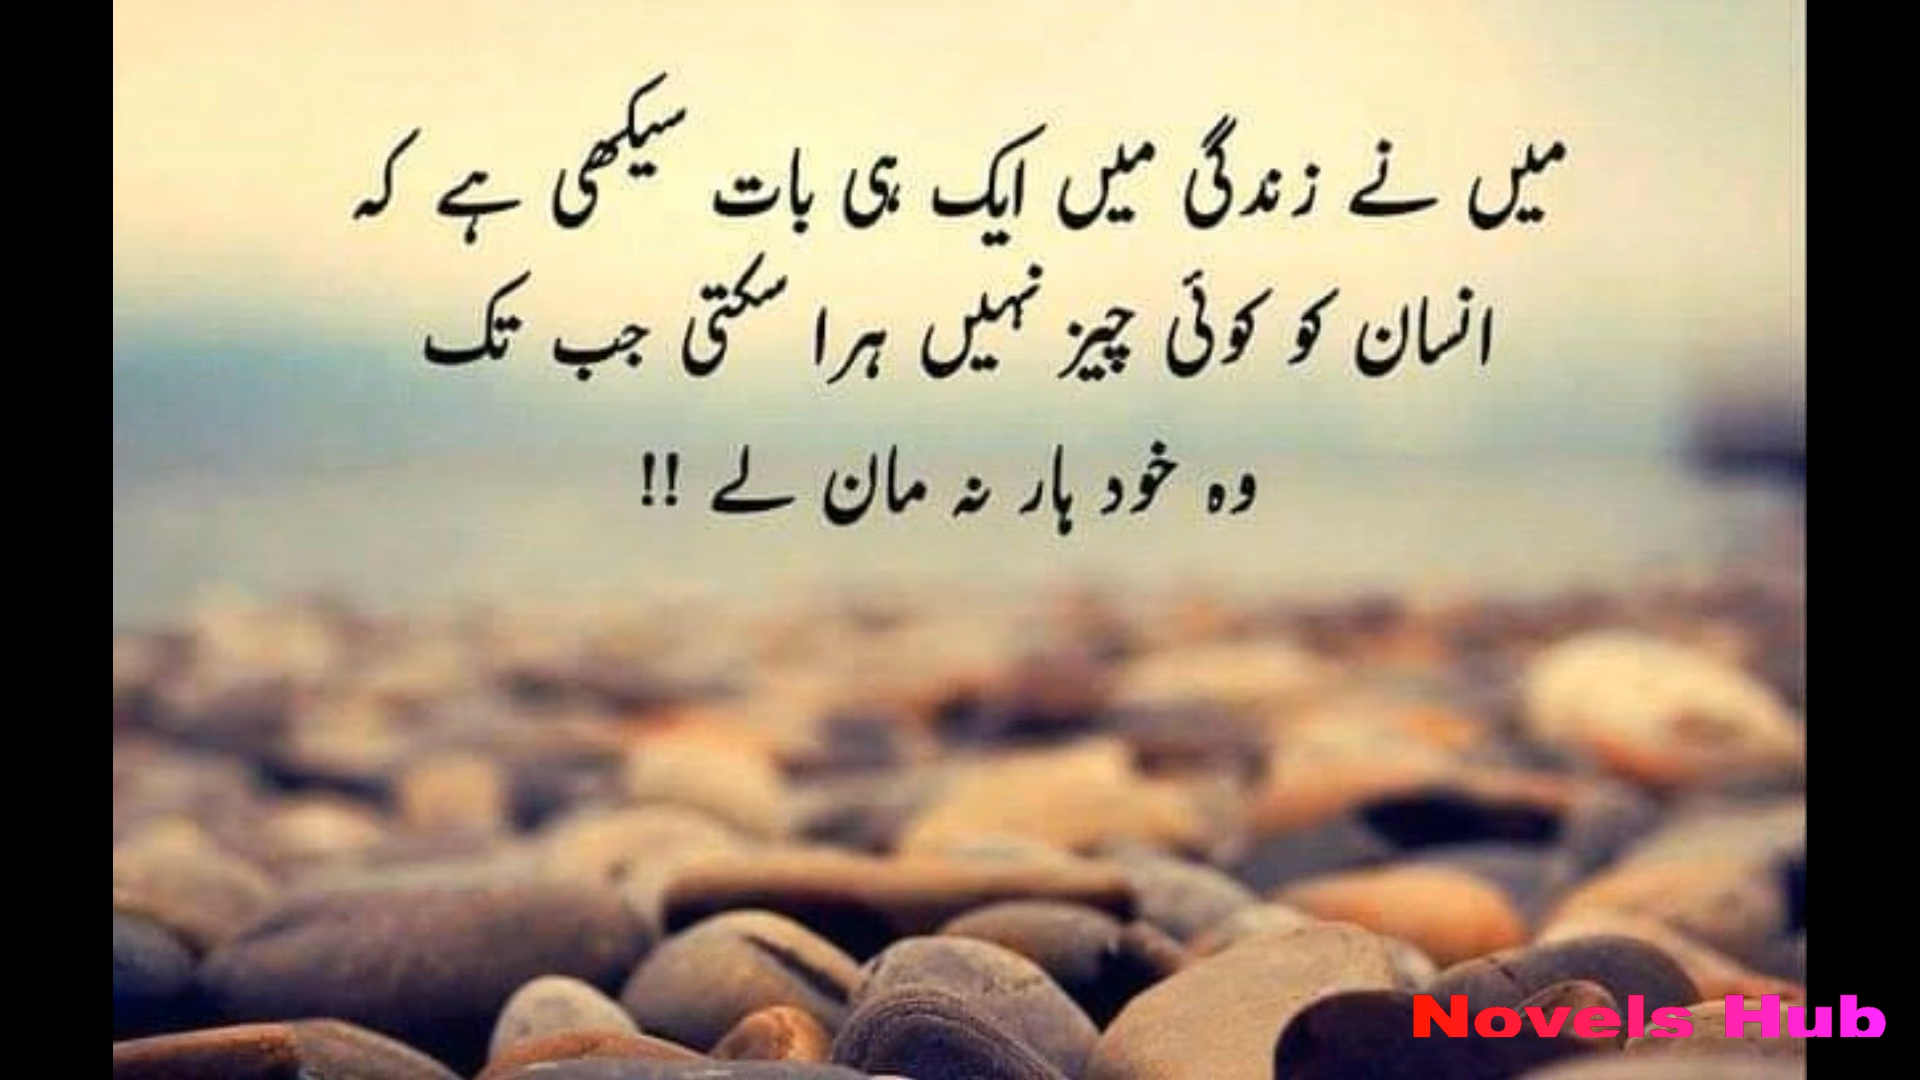 میں نے زندگی میں ایک ہی بات سیکھی ہے کہ
انسان کو کوئی چیز نہیں ہرا سکتی جب تک
وہ خود ہار نہ مان لے !!
Novels Hub